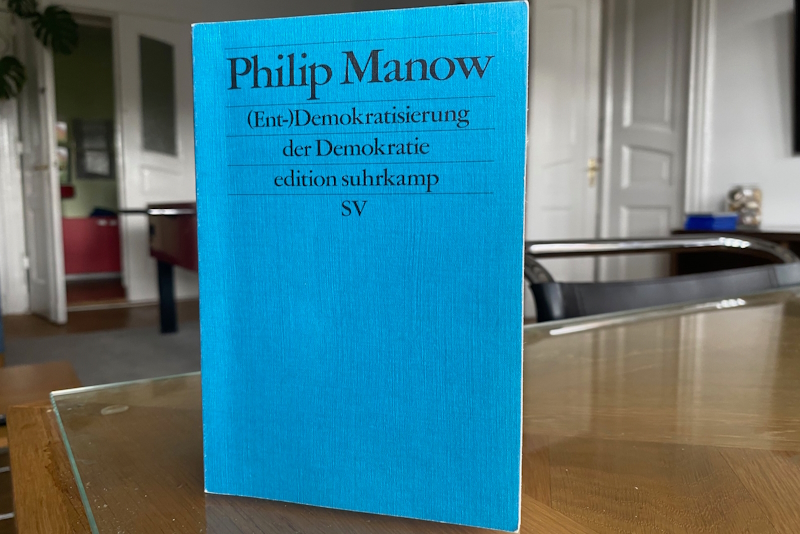 Philip Manow
(Ent-)Demokratisierung
der Demokratie
edition suhrkamp
SV